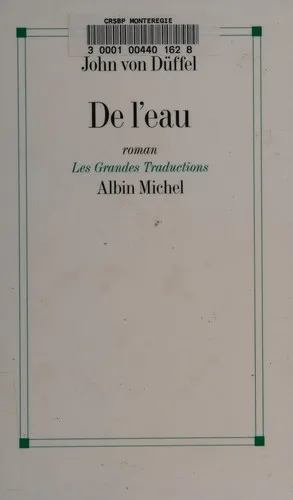 CRSBP MONTEREGIE
3 0001 00440 162 8
John von Düffel
De l'eau
roman
Les Grandes Traductions
Albin Michel